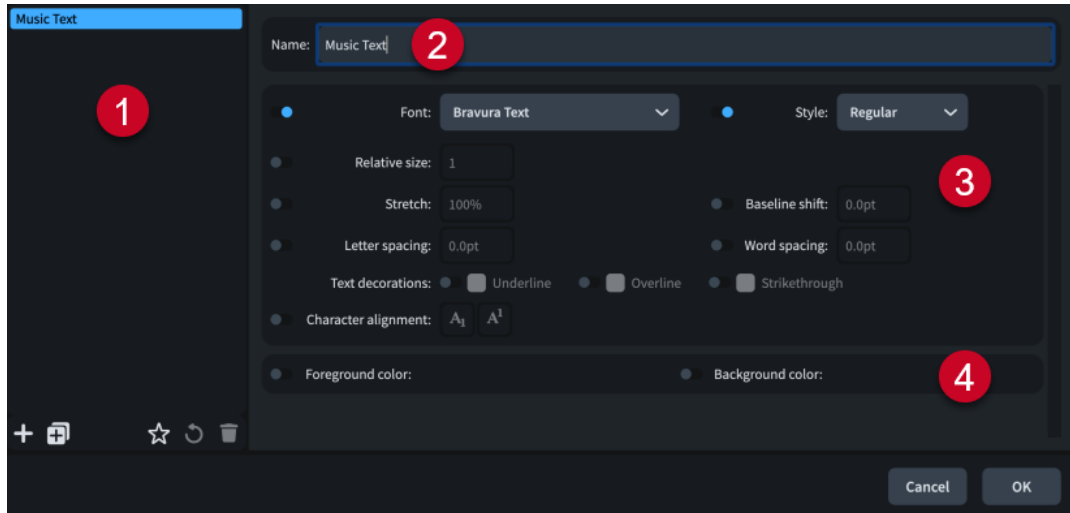 Music Text
1
Name: Music Text 2
Font: Bravura Text Style: Regular
Relative size: 1
3
Stretch: 100% Baseline shift: 0.0pt
Letter spacing: 0.0pt Word spacing: 0.0pt
Text decorations: Underline Overline Strikethrough
Character alignment: A1 A1
Foreground color: Background color: 4
Cancel OK